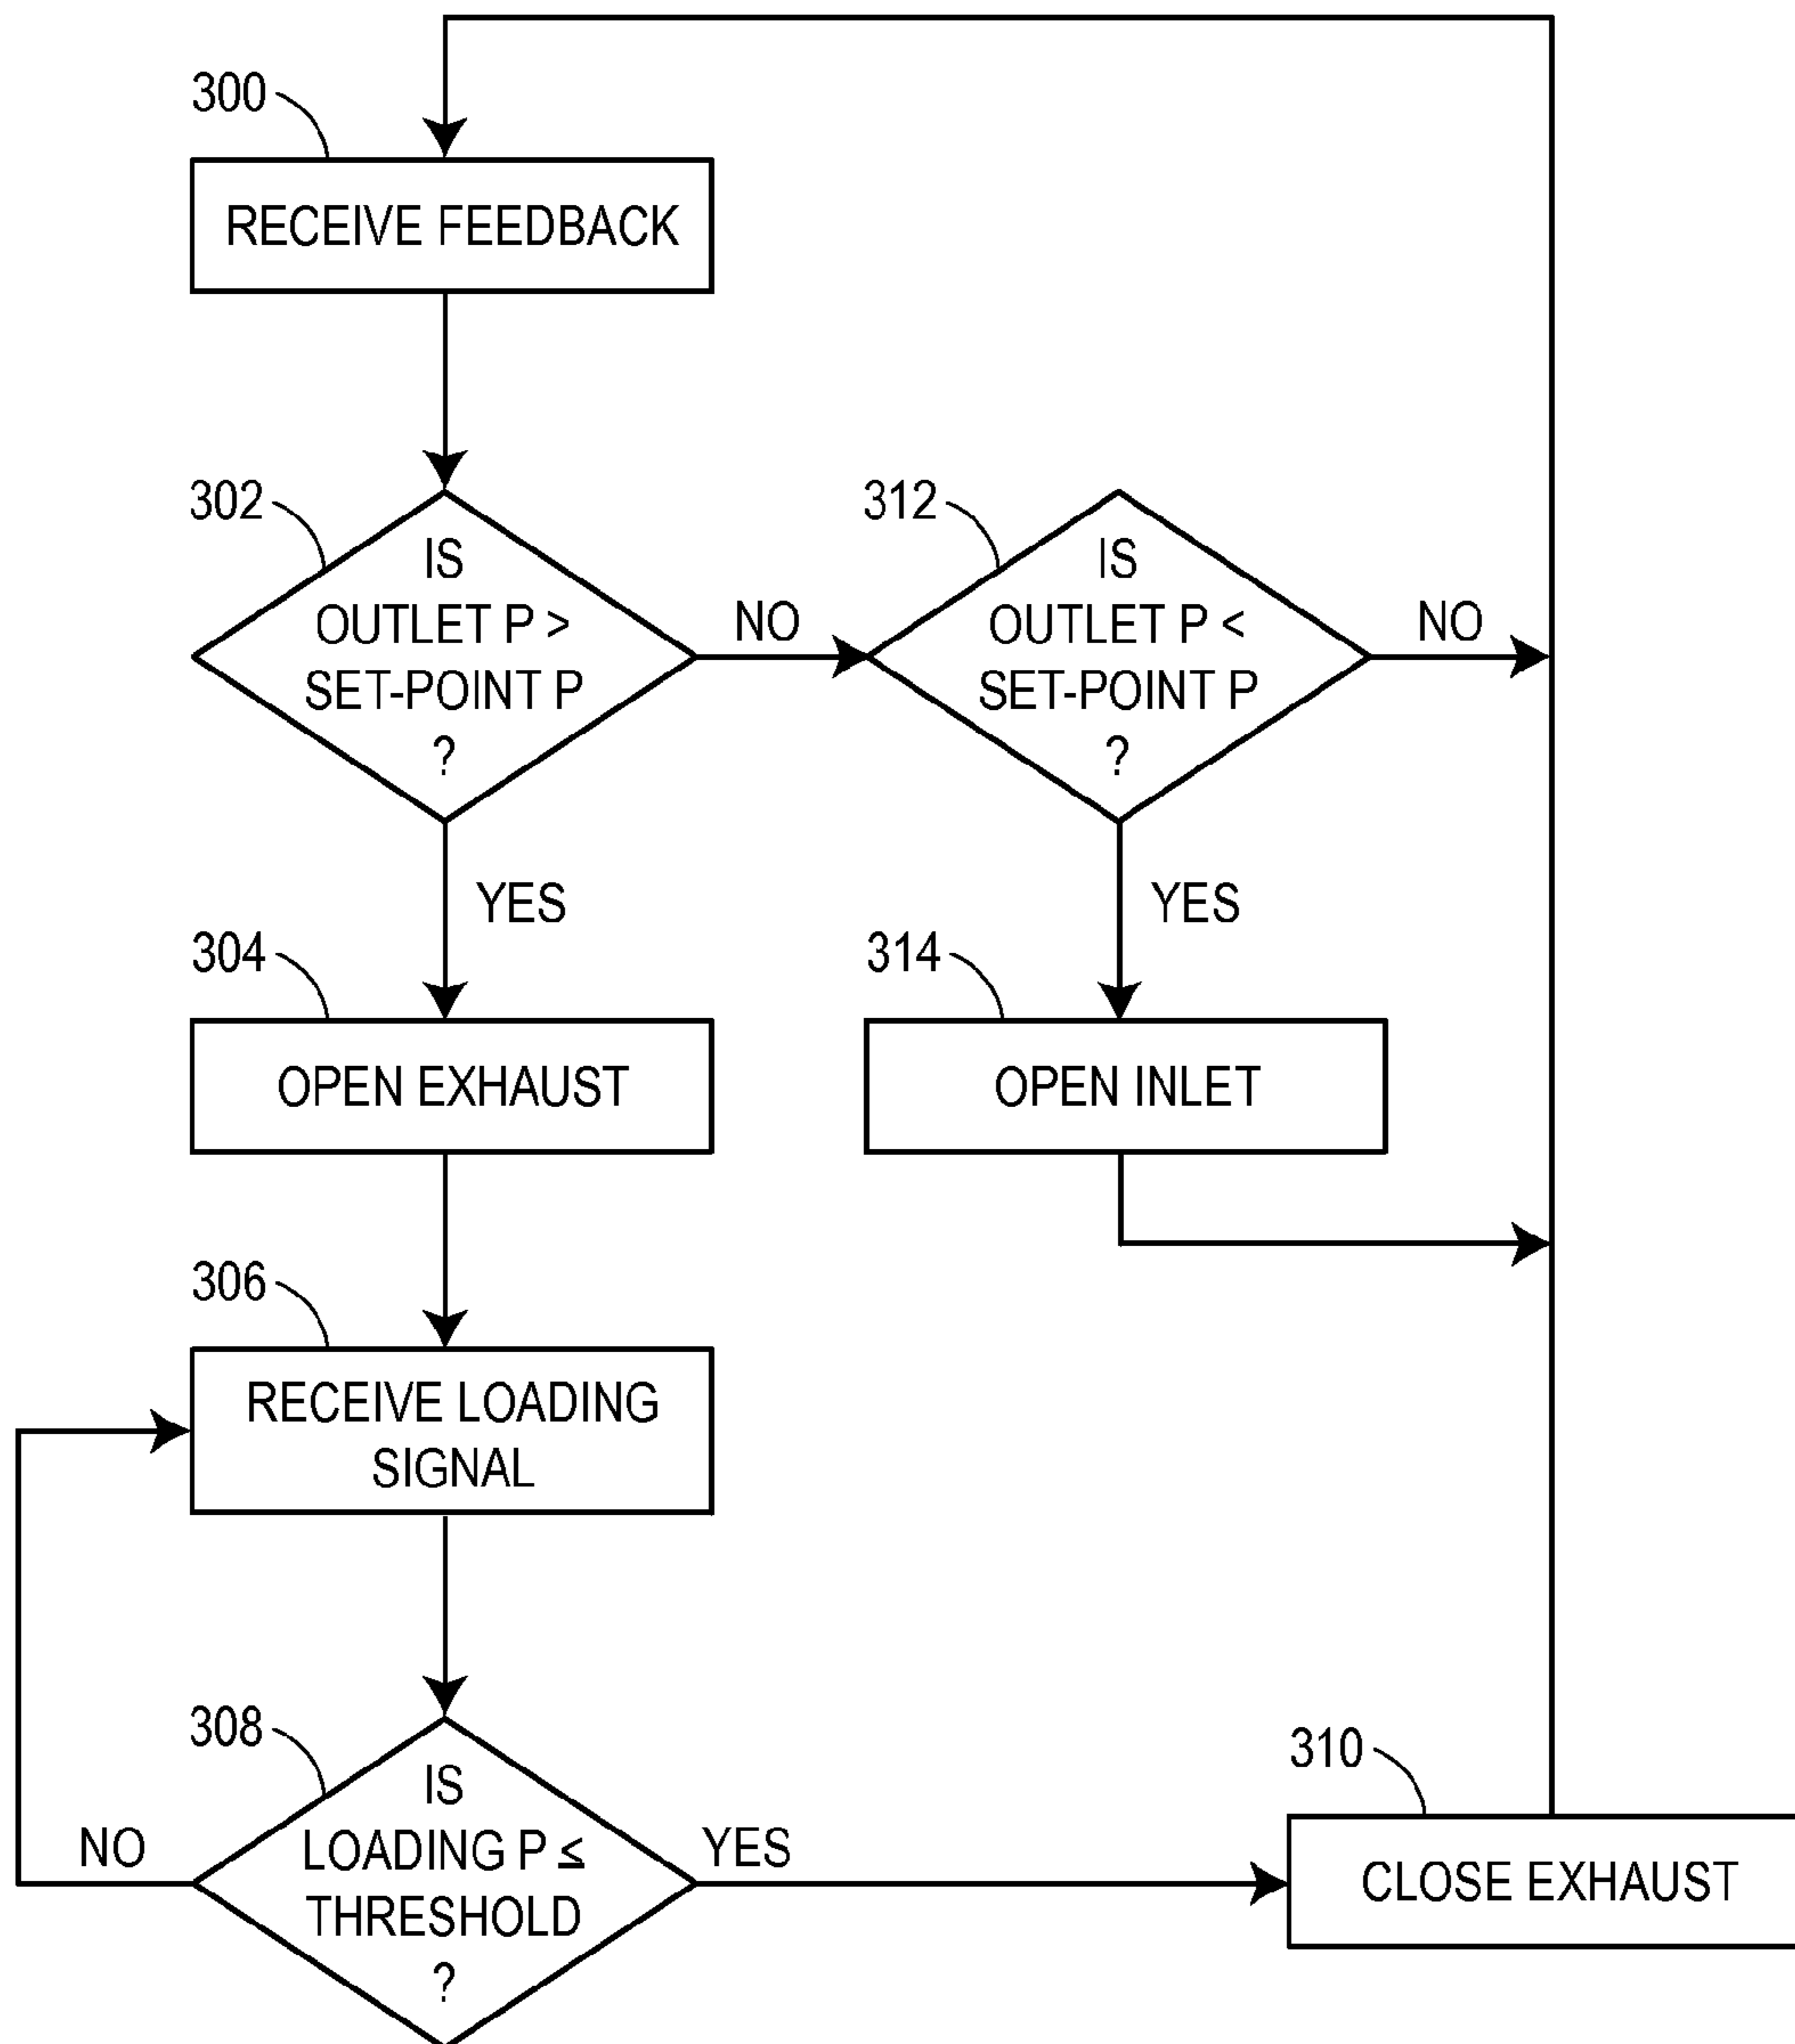 300
RECEIVE FEEDBACK
302
IS
OUTLET P >
SET-POINT P
?
NO
312
IS
OUTLET P <
SET-POINT P
?
NO
YES
YES
304
OPEN EXHAUST
314
OPEN INLET
306
RECEIVE LOADING
SIGNAL
308
IS
LOADING P ≤
THRESHOLD
?
NO
YES
310
CLOSE EXHAUST